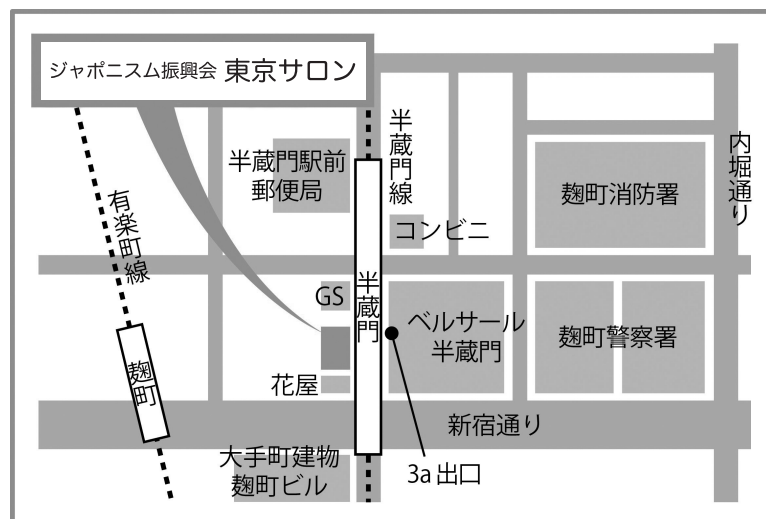 ジャポニスム振興会 東京サロン
半蔵門線
内堀通り
半蔵門駅前
郵便局
麹町消防署
有楽町線
コンビニ
半蔵門
GS
ベルサール
半蔵門
麹町警察署
麹町
花屋
新宿通り
大手町建物
麹町ビル
3a 出口